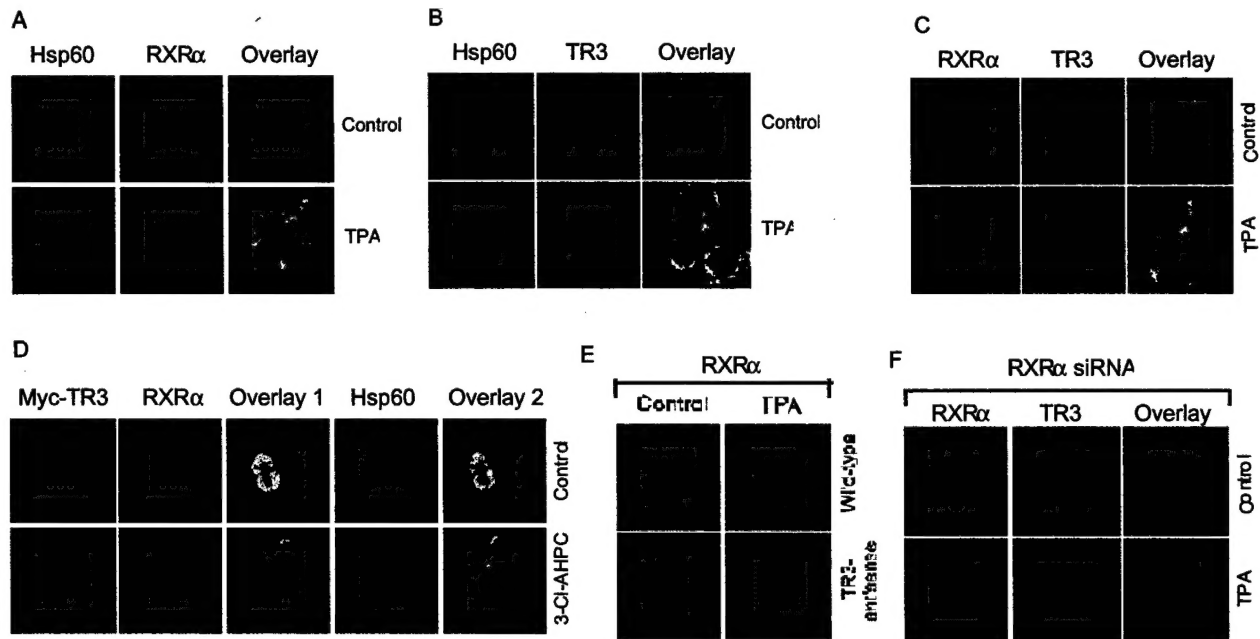 A
Hsp60 RXRα Overlay
Control
TPA
B
Hsp60 TR3 Overlay
Control
TPA
C
RXRα TR3 Overlay
Control
TPA
D
Myc-TR3 RXRα Overlay 1 Hsp60 Overlay 2
Control
3-Cl-AHPC
E
RXRα
Control TPA
Wild-type
TR3-
antisense
F
RXRα siRNA
RXRα TR3 Overlay
Control
TPA